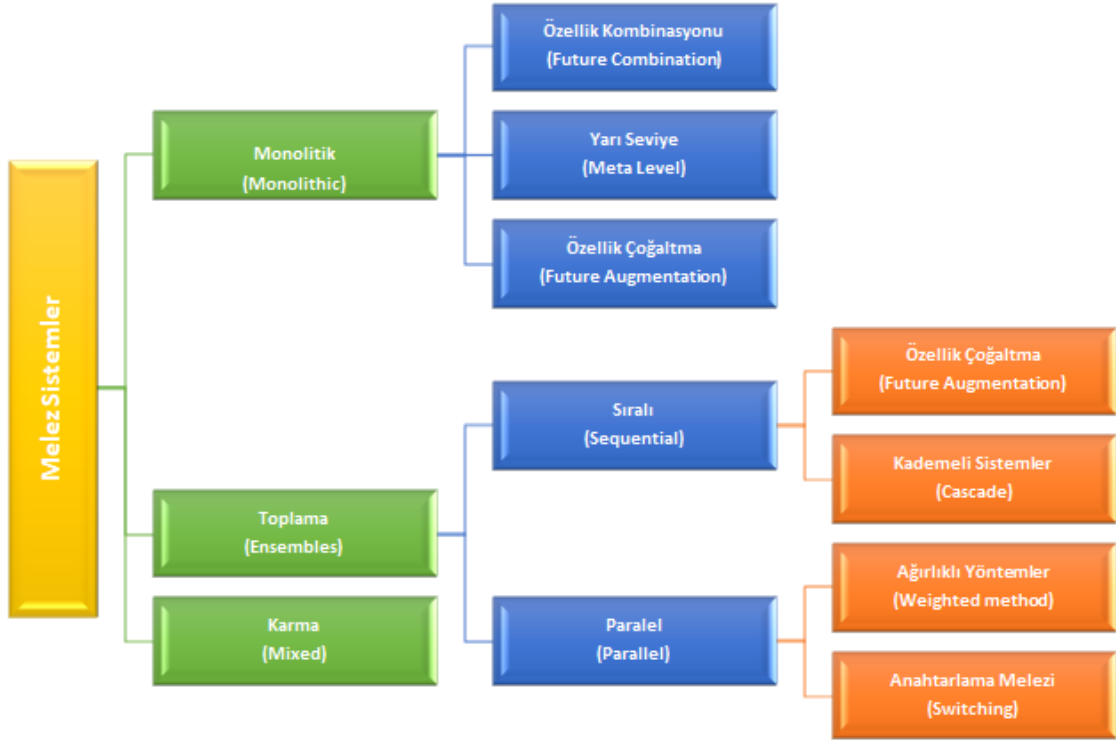 Melez Sistemler
Monolitik
(Monolithic)
Özellik Kombinasyonu
(Future Combination)
Yarı Seviye
(Meta Level)
Özellik Çoğaltma
(Future Augmentation)
Toplama
(Ensembles)
Sıralı
(Sequential)
Özellik Çoğaltma
(Future Augmentation)
Kademeli Sistemler
(Cascade)
Paralel
(Parallel)
Ağırlıklı Yöntemler
(Weighted method)
Anahtarlama Melezi
(Switching)
Karma
(Mixed)